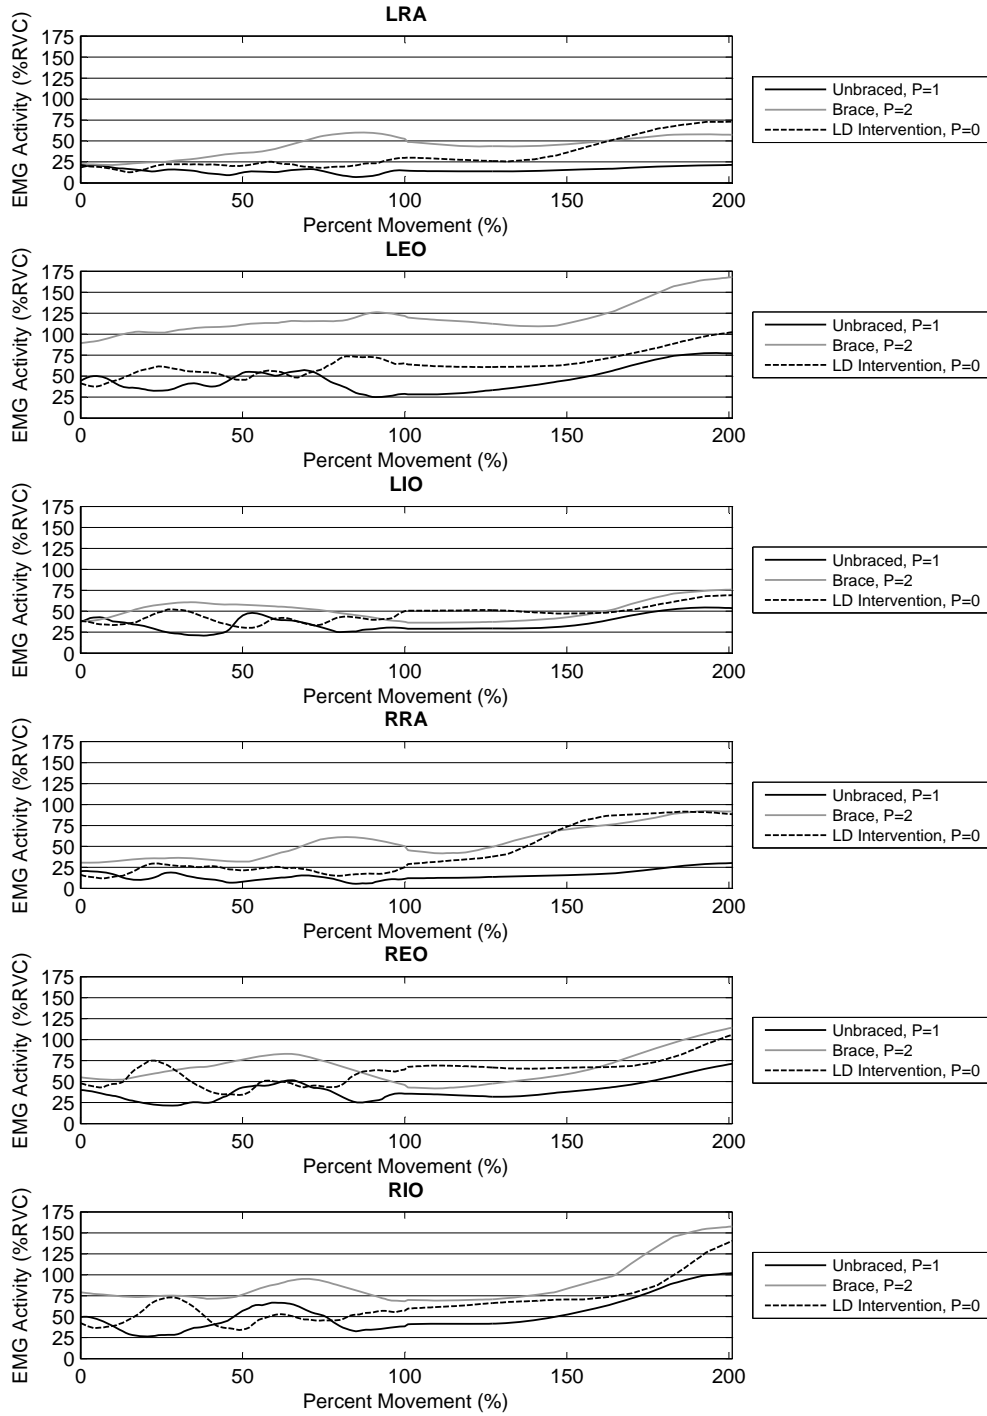 LRA
175
150
125
100
75
50
25
0
0 50 100 150 200
EMG Activity (%RVC)
Percent Movement (%)
Unbraced, P=1
Brace, P=2
LD Intervention, P=0
LEO
175
150
125
100
75
50
25
0
0 50 100 150 200
EMG Activity (%RVC)
Percent Movement (%)
Unbraced, P=1
Brace, P=2
LD Intervention, P=0
LIO
175
150
125
100
75
50
25
0
0 50 100 150 200
EMG Activity (%RVC)
Percent Movement (%)
Unbraced, P=1
Brace, P=2
LD Intervention, P=0
RRA
175
150
125
100
75
50
25
0
0 50 100 150 200
EMG Activity (%RVC)
Percent Movement (%)
Unbraced, P=1
Brace, P=2
LD Intervention, P=0
REO
175
150
125
100
75
50
25
0
0 50 100 150 200
EMG Activity (%RVC)
Percent Movement (%)
Unbraced, P=1
Brace, P=2
LD Intervention, P=0
RIO
175
150
125
100
75
50
25
0
0 50 100 150 200
EMG Activity (%RVC)
Percent Movement (%)
Unbraced, P=1
Brace, P=2
LD Intervention, P=0